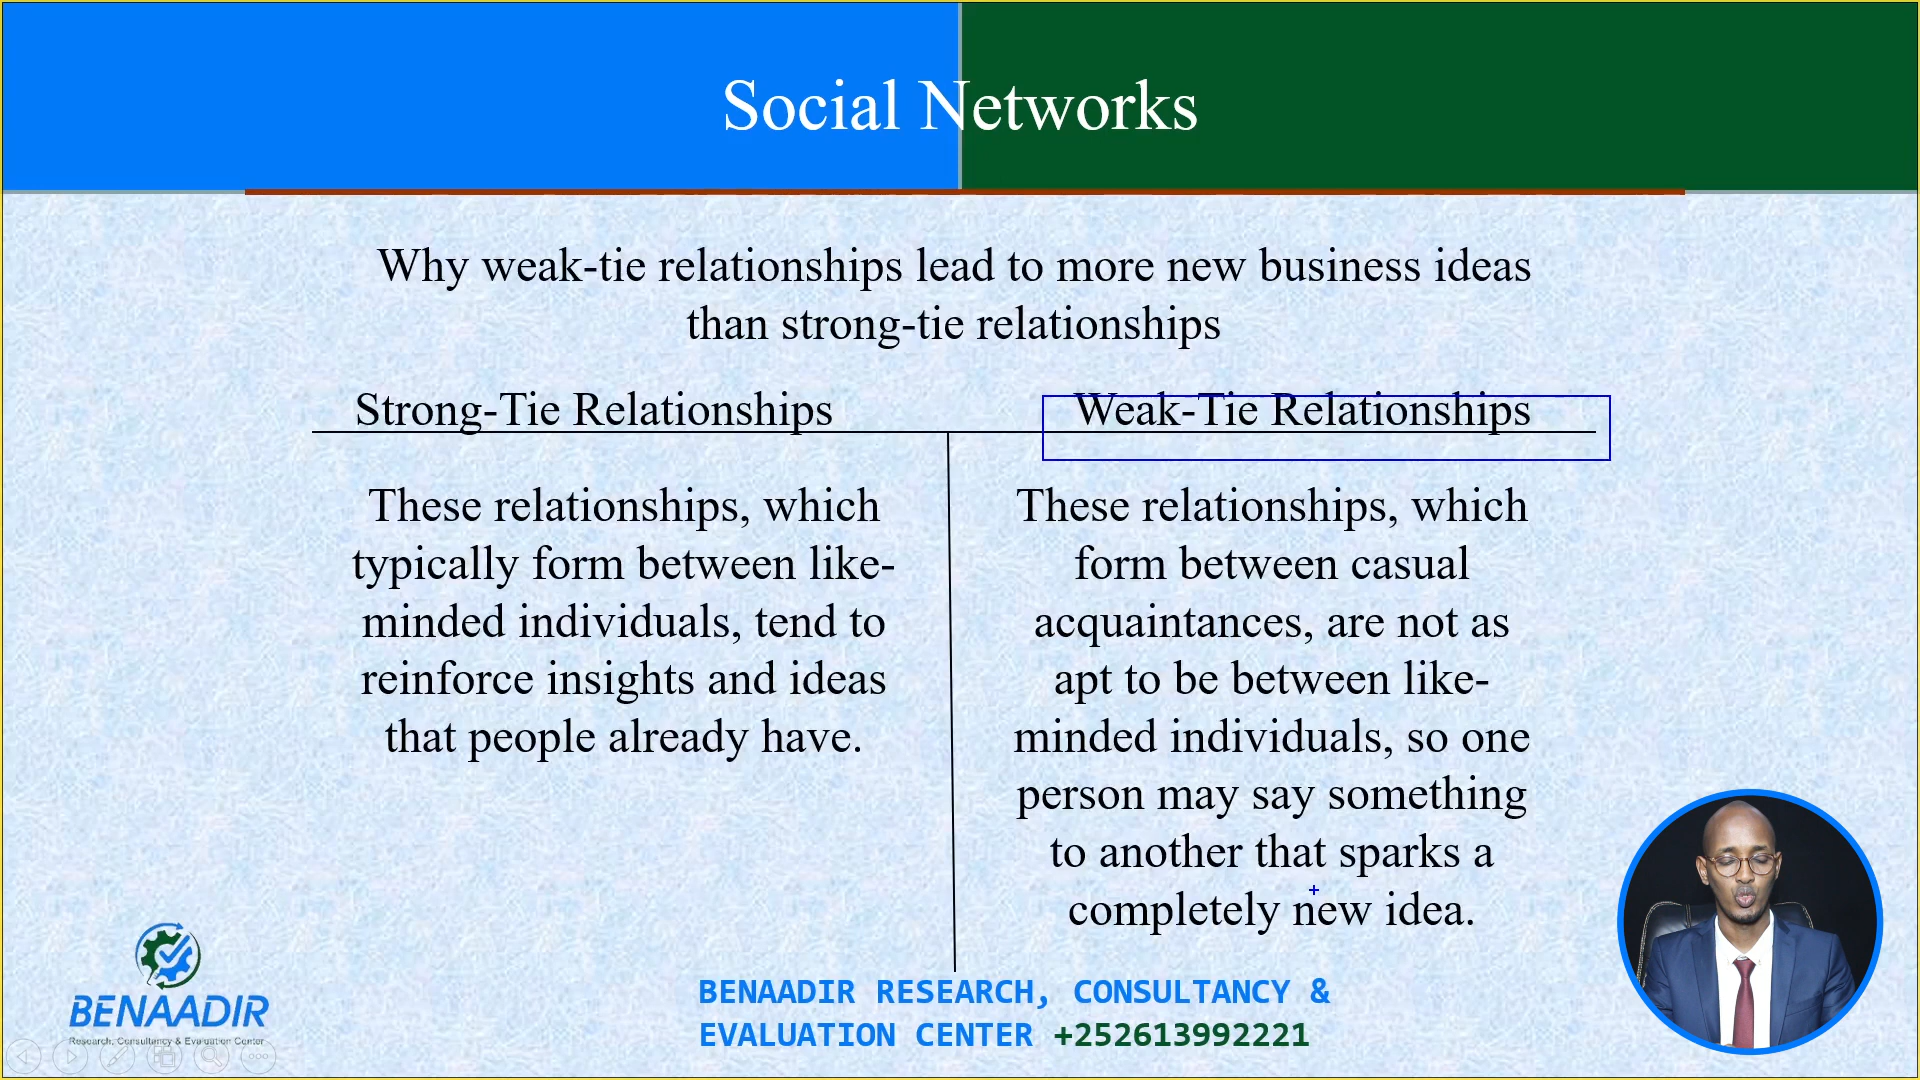 Social Networks
Why weak-tie relationships lead to more new business ideas
than strong-tie relationships
Strong-Tie Relationships
These relationships, which
typically form between like-
minded individuals, tend to
reinforce insights and ideas
that people already have.
Weak-Tie Relationships
These relationships, which
form between casual
acquaintances, are not as
apt to be between like-
minded individuals, so one
person may say something
to another that sparks a
completely new idea.
BENAADIR
Research, Consultancy & Evaluation Center
BENAADIR RESEARCH, CONSULTANCY &
EVALUATION CENTER +252613992221